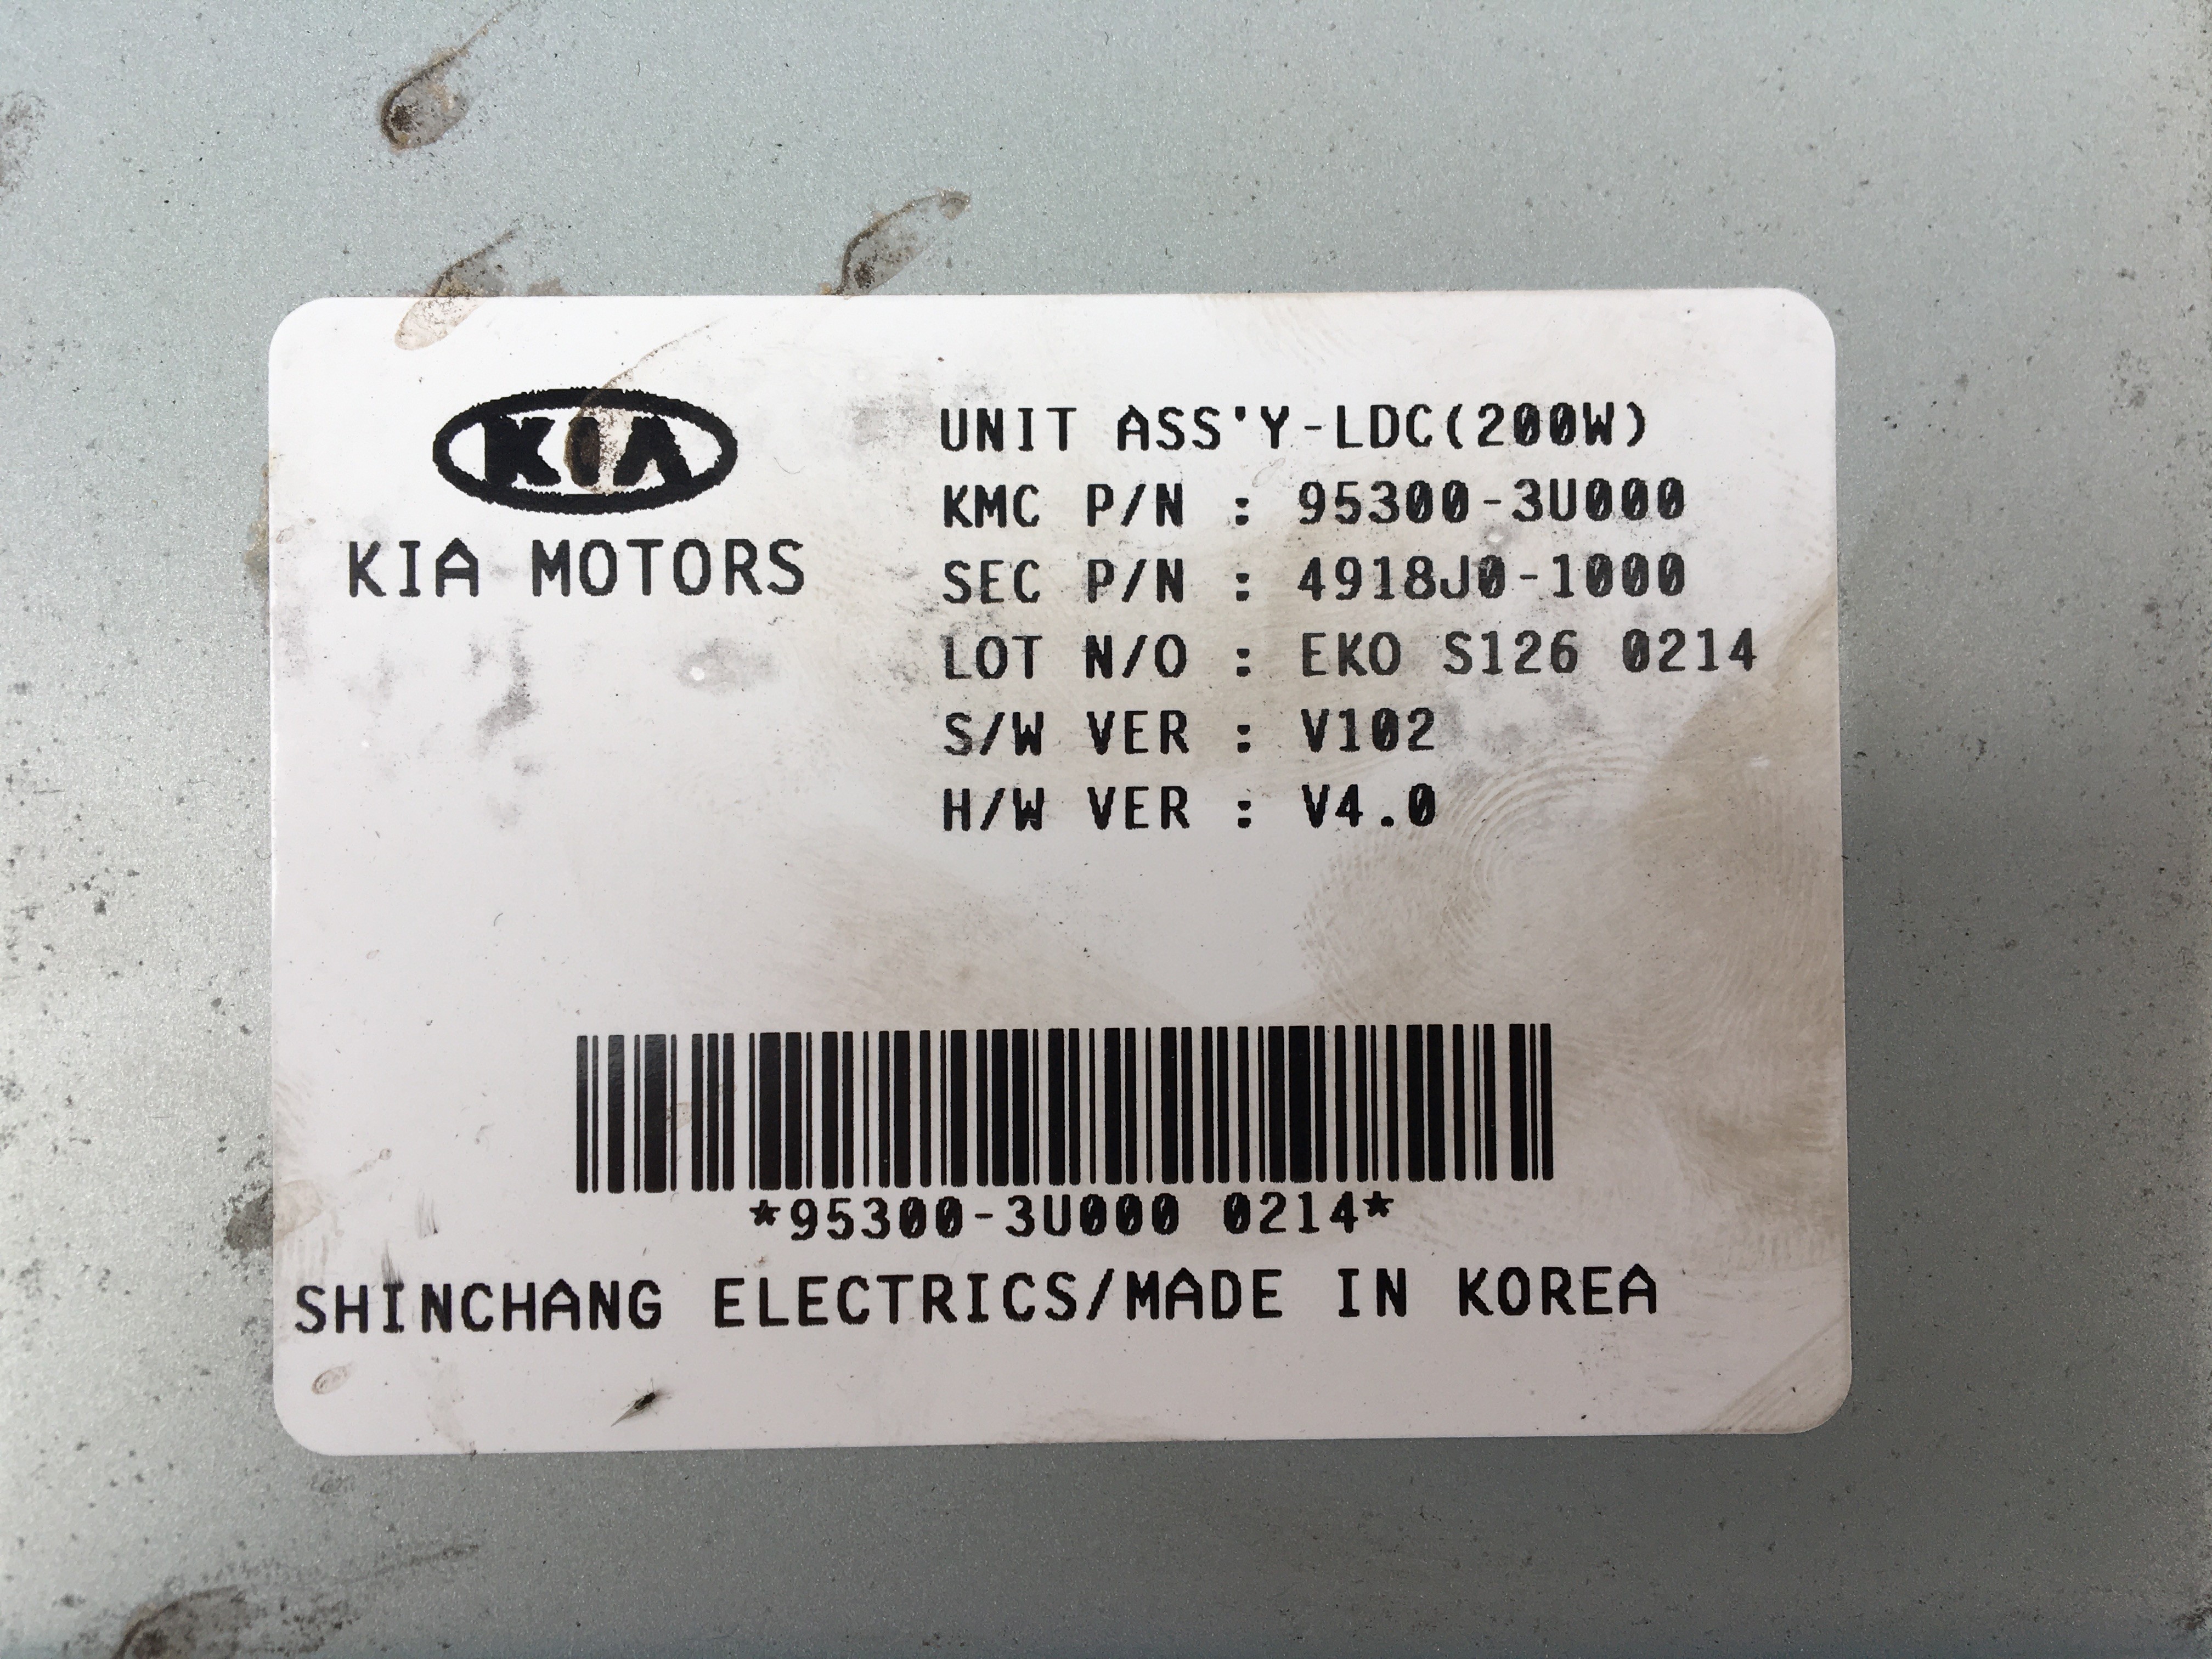 KIA
KIA MOTORS
UNIT ASS'Y-LDC(200W)
KMC P/N : 95300-3U000
SEC P/N : 4918J0-1000
LOT N/O : EKO S126 0214
S/W VER : V102
H/W VER : V4.0
*95300-3U000 0214*
SHINCHANG ELECTRICS/MADE IN KOREA